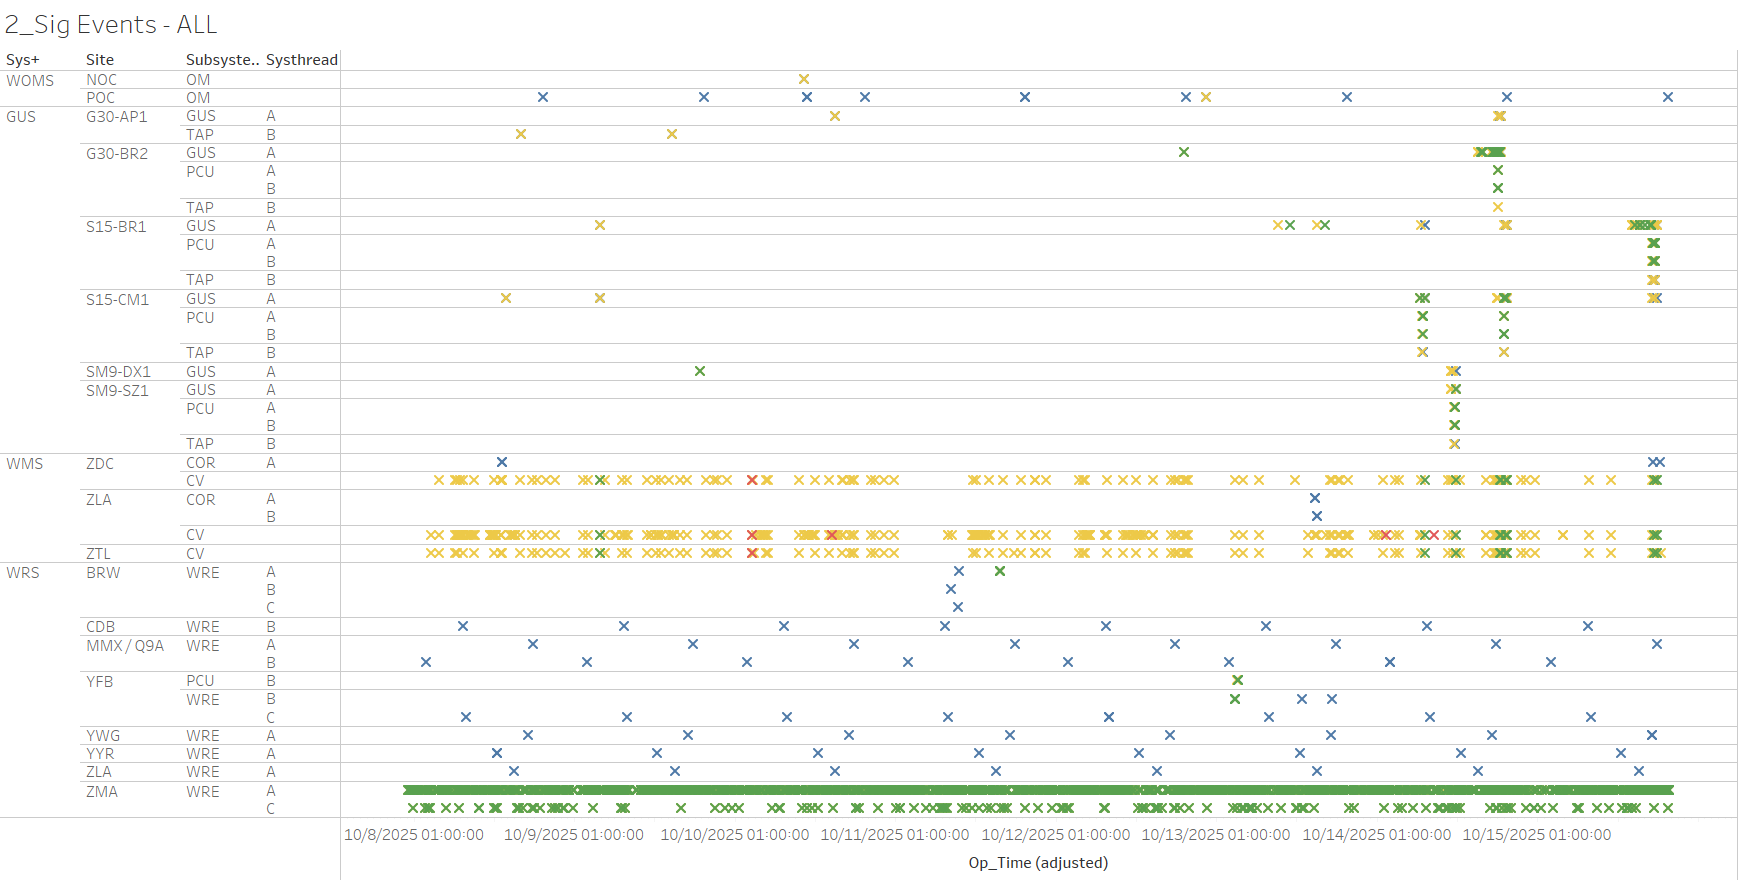 2_Sig Events - ALL
Sys+ Site Subsyste.. Systhread
WOMS NOC OM
POC OM
GUS G30-AP1 GUS A
TAP B
G30-BR2 GUS A
PCU A
B
TAP B
S15-BR1 GUS A
PCU A
B
TAP B
S15-CM1 GUS A
PCU A
B
TAP B
SM9-DX1 GUS A
SM9-SZ1 GUS A
PCU A
B
TAP B
WMS ZDC COR A
CV
ZLA COR A
B
CV
ZTL CV
WRS BRW WRE A
B
C
CDB WRE B
MMX / Q9A WRE A
B
YFB PCU B
WRE B
C
YWG WRE A
YYR WRE A
ZLA WRE A
ZMA WRE A
C
10/8/2025 01:00:00 10/9/2025 01:00:00 10/10/2025 01:00:00 10/11/2025 01:00:00 10/12/2025 01:00:00 10/13/2025 01:00:00 10/14/2025 01:00:00 10/15/2025 01:00:00
Op_Time (adjusted)